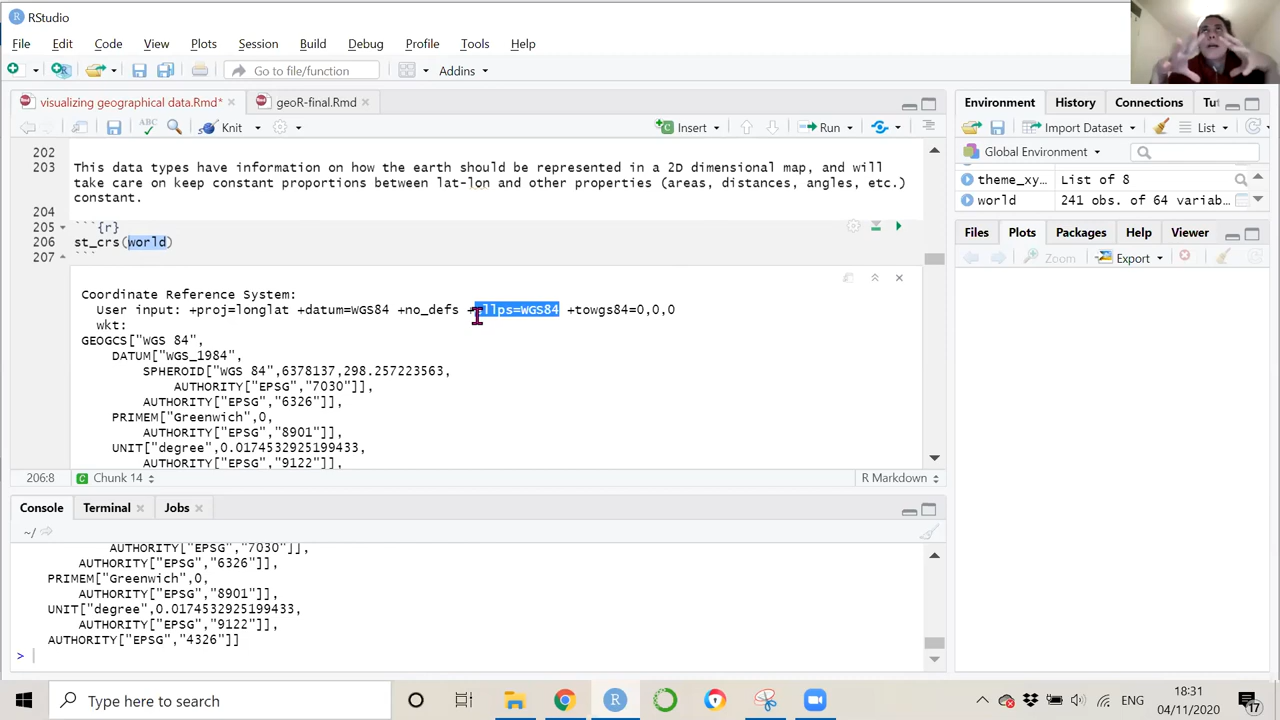 RStudio
File Edit Code View Plots Session Build Debug Profile Tools Help
Go to file/function Addins
visualizing geographical data.Rmd* geoR-final.Rmd
ABC Knit Insert Run
202
203 This data types have information on how the earth should be represented in a 2D dimensional map, and will
take care on keep constant proportions between lat-lon and other properties (areas, distances, angles, etc.)
constant.
204
205 ```{r}
206 st_crs(world)
207 ```
Coordinate Reference System:
User input: +proj=longlat +datum=WGS84 +no_defs +ellps=WGS84 +towgs84=0,0,0
wkt:
GEOGCS["WGS 84",
DATUM["WGS_1984",
SPHEROID["WGS 84",6378137,298.257223563,
AUTHORITY["EPSG","7030"]],
AUTHORITY["EPSG","6326"]],
PRIMEM["Greenwich",0,
AUTHORITY["EPSG","8901"]],
UNIT["degree",0.0174532925199433,
AUTHORITY["EPSG","9122"]],
206:8 Chunk 14 R Markdown
Console Terminal Jobs
~/
AUTHORITY["EPSG","7030"]],
AUTHORITY["EPSG","6326"]],
PRIMEM["Greenwich",0,
AUTHORITY["EPSG","8901"]],
UNIT["degree",0.0174532925199433,
AUTHORITY["EPSG","9122"]],
AUTHORITY["EPSG","4326"]]
>
Environment History Connections Tut
Import Dataset List
Global Environment
theme_xy... List of 8
world 241 obs. of 64 variab...
Files Plots Packages Help Viewer
Zoom Export
Type here to search
ENG
18:31
04/11/2020
17